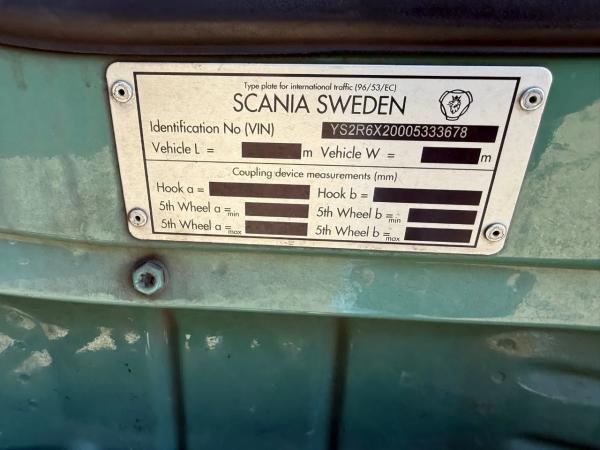 Type plate for international traffic (96/53/EC)
SCANIA SWEDEN
Identification No (VIN) YS2R6X20005333678
Vehicle L = m Vehicle W = m
Coupling device measurements (mm)
Hook a = Hook b =
5th Wheel a = min 5th Wheel b = min
5th Wheel a = max 5th Wheel b = max